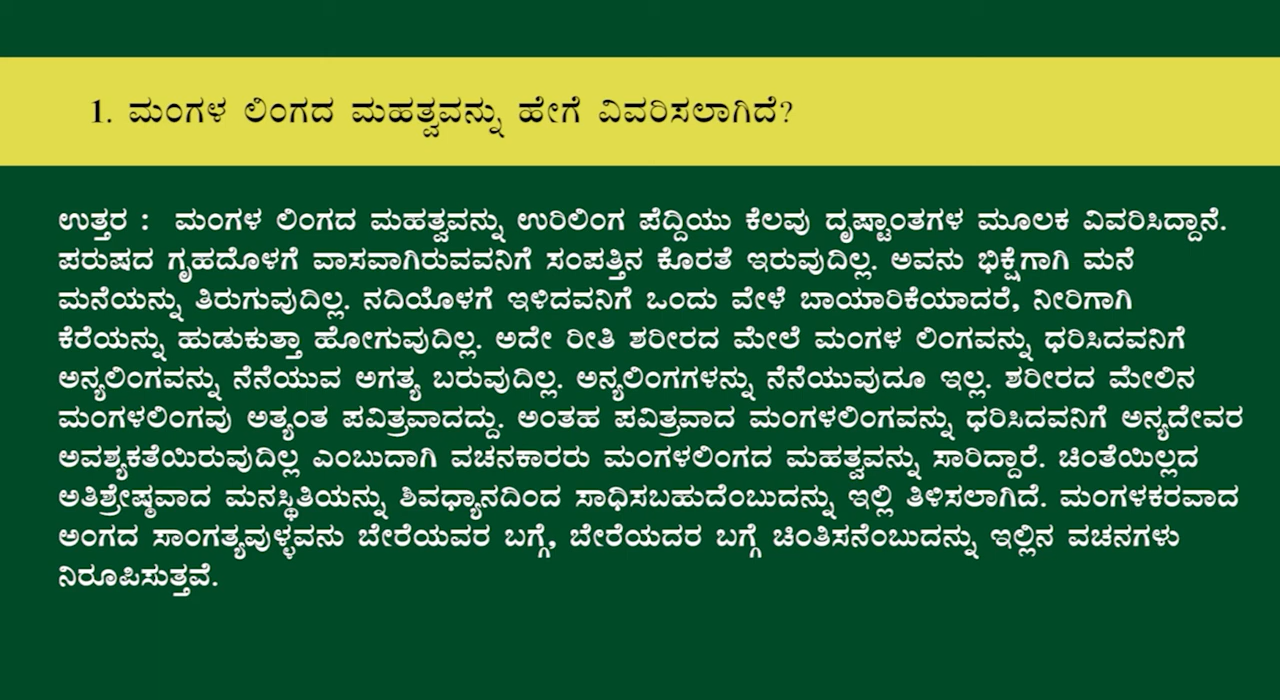 1. ಮಂಗಳ ಲಿಂಗದ ಮಹತ್ವವನ್ನು ಹೇಗೆ ವಿವರಿಸಲಾಗಿದೆ?
ಉತ್ತರ : ಮಂಗಳ ಲಿಂಗದ ಮಹತ್ವವನ್ನು ಉರಿಲಿಂಗ ಪೆದ್ದಿಯು ಕೆಲವು ದೃಷ್ಟಾಂತಗಳ ಮೂಲಕ ವಿವರಿಸಿದ್ದಾನೆ.
ಪರುಷದ ಗೃಹದೊಳಗೆ ವಾಸವಾಗಿರುವವನಿಗೆ ಸಂಪತ್ತಿನ ಕೊರತೆ ಇರುವುದಿಲ್ಲ. ಅವನು ಭಿಕ್ಷೆಗಾಗಿ ಮನೆ
ಮನೆಯನ್ನು ತಿರುಗುವುದಿಲ್ಲ. ನದಿಯೊಳಗೆ ಇಳಿದವನಿಗೆ ಒಂದು ವೇಳೆ ಬಾಯಾರಿಕೆಯಾದರೆ, ನೀರಿಗಾಗಿ
ಕೆರೆಯನ್ನು ಹುಡುಕುತ್ತಾ ಹೋಗುವುದಿಲ್ಲ. ಅದೇ ರೀತಿ ಶರೀರದ ಮೇಲೆ ಮಂಗಳ ಲಿಂಗವನ್ನು ಧರಿಸಿದವನಿಗೆ
ಅನ್ಯಲಿಂಗವನ್ನು ನೆನೆಯುವ ಅಗತ್ಯ ಬರುವುದಿಲ್ಲ. ಅನ್ಯಲಿಂಗಗಳನ್ನು ನೆನೆಯುವುದೂ ಇಲ್ಲ. ಶರೀರದ ಮೇಲಿನ
ಮಂಗಳಲಿಂಗವು ಅತ್ಯಂತ ಪವಿತ್ರವಾದದ್ದು. ಅಂತಹ ಪವಿತ್ರವಾದ ಮಂಗಳಲಿಂಗವನ್ನು ಧರಿಸಿದವನಿಗೆ ಅನ್ಯದೇವರ
ಅವಶ್ಯಕತೆಯಿರುವುದಿಲ್ಲ ಎಂಬುದಾಗಿ ವಚನಕಾರರು ಮಂಗಳಲಿಂಗದ ಮಹತ್ವವನ್ನು ಸಾರಿದ್ದಾರೆ. ಚಿಂತೆಯಿಲ್ಲದ
ಅತಿಶ್ರೇಷ್ಠವಾದ ಮನಸ್ಥಿತಿಯನ್ನು ಶಿವಧ್ಯಾನದಿಂದ ಸಾಧಿಸಬಹುದೆಂಬುದನ್ನು ಇಲ್ಲಿ ತಿಳಿಸಲಾಗಿದೆ. ಮಂಗಳಕರವಾದ
ಅಂಗದ ಸಾಂಗತ್ಯವುಳ್ಳವನು ಬೇರೆಯವರ ಬಗ್ಗೆ, ಬೇರೆಯದರ ಬಗ್ಗೆ ಚಿಂತಿಸನೆಂಬುದನ್ನು ಇಲ್ಲಿನ ವಚನಗಳು
ನಿರೂಪಿಸುತ್ತವೆ.